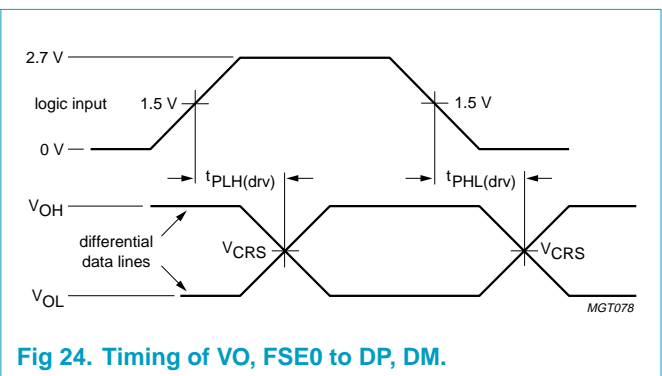 2.7 V
logic input
1.5 V
1.5 V
0 V
tPLH(drv)
tPHL(drv)
VOH
differential
data lines
VCRS
VCRS
VOL
MGT078
Fig 24. Timing of VO, FSE0 to DP, DM.